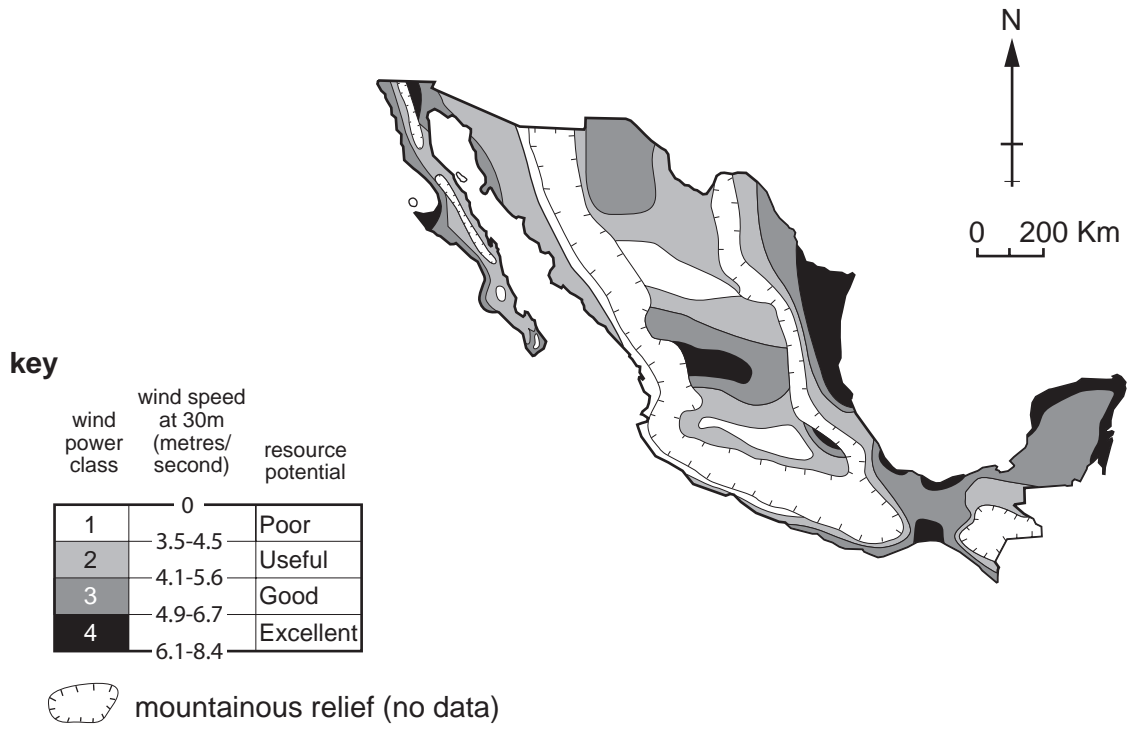 N
0 200 Km
key
wind
power
class
wind speed
at 30m
(metres/
second)
resource
potential
0
1 Poor
3.5-4.5
2 Useful
4.1-5.6
3 Good
4.9-6.7
4 Excellent
6.1-8.4
mountainous relief (no data)